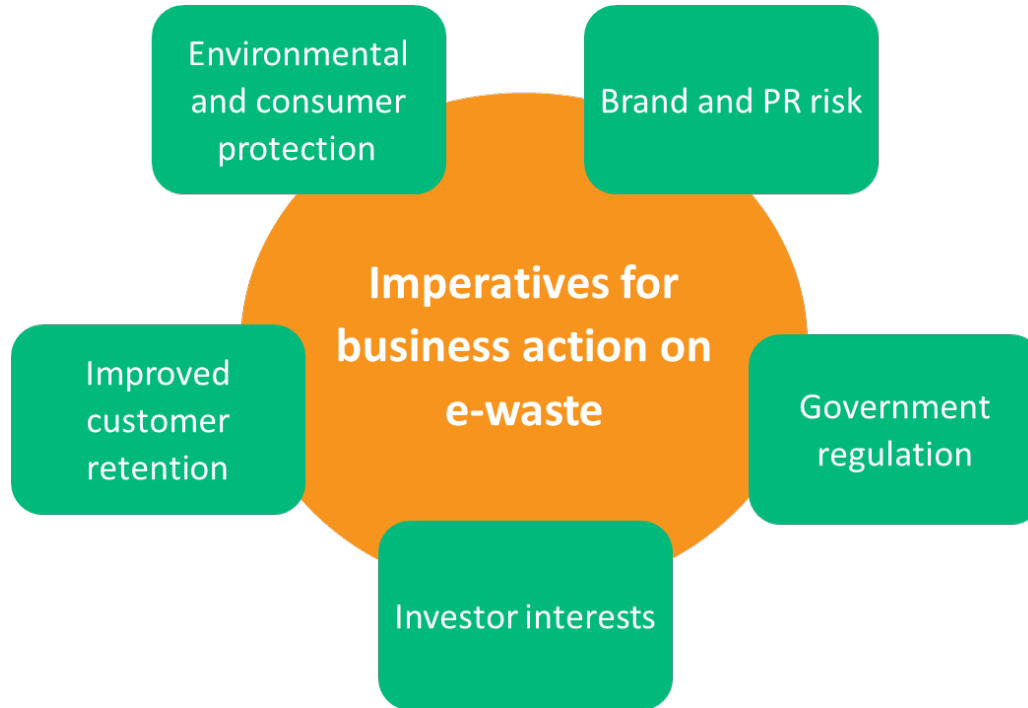 Environmental
and consumer
protection
Brand and PR risk
Imperatives for
business action on
e-waste
Improved
customer
retention
Government
regulation
Investor interests